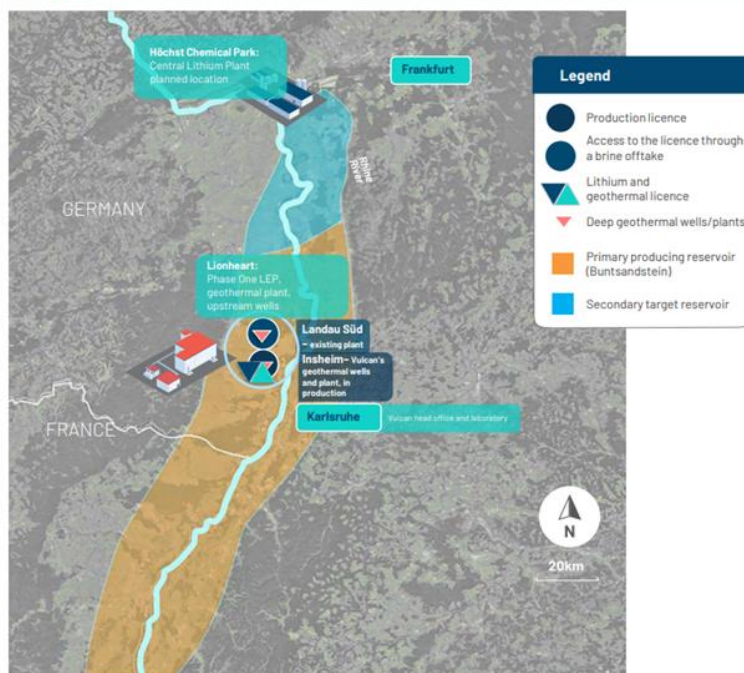 Höchst Chemical Park:
Central Lithium Plant
planned location
Frankfurt
Rhine
River
GERMANY
Lionheart:
Phase One LEP,
geothermal plant,
upstream wells
Landau Süd
– existing plant
Insheim– Vulcan's
geothermal wells
and plant, in
production
Karlsruhe
Vulcan head office and laboratory
FRANCE
N
20km
Legend
Production licence
Access to the licence through
a brine offtake
Lithium and
geothermal licence
Deep geothermal wells/plants
Primary producing reservoir
(Buntsandstein)
Secondary target reservoir